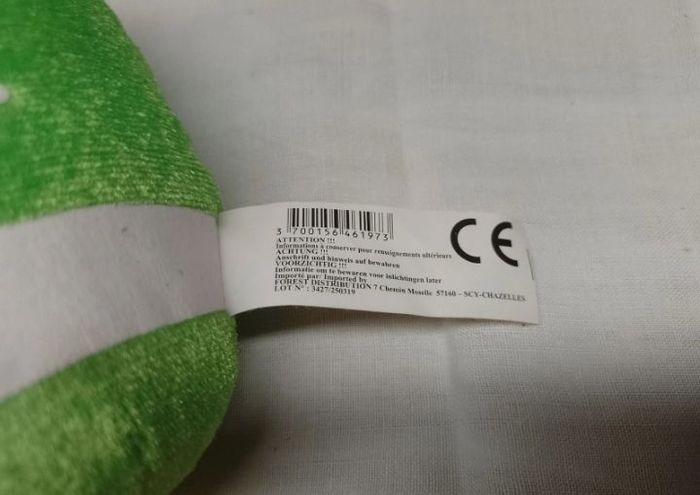 3 700156 461973
CE
ATTENTION !!!
Informations à conserver pour renseignements ultérieurs
ACHTUNG !!!
Anschrift und hinweis auf bewahren
VOORZICHTIG !!!
Informatie om te bewaren voor inlichtingen later
Importé par: Imported by
FOREST DISTRIBUTION 7 Chemin Moselle 57160 – SCY-CHAZELLES
LOT N° : 3427/250319